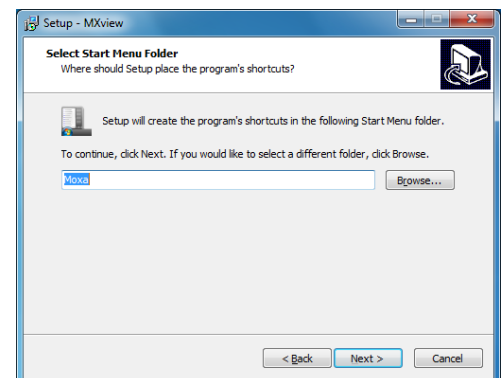 Setup - MXview
Select Start Menu Folder
Where should Setup place the program's shortcuts?
Setup will create the program's shortcuts in the following Start Menu folder.
To continue, click Next. If you would like to select a different folder, click Browse.
Moxa
Browse...
< Back
Next >
Cancel